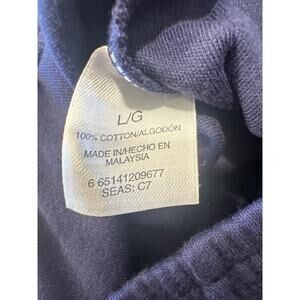 L/G
100% COTTON/ALGODÓN
MADE IN/HECHO EN
MALAYSIA
6 65141209677
SEAS: C7